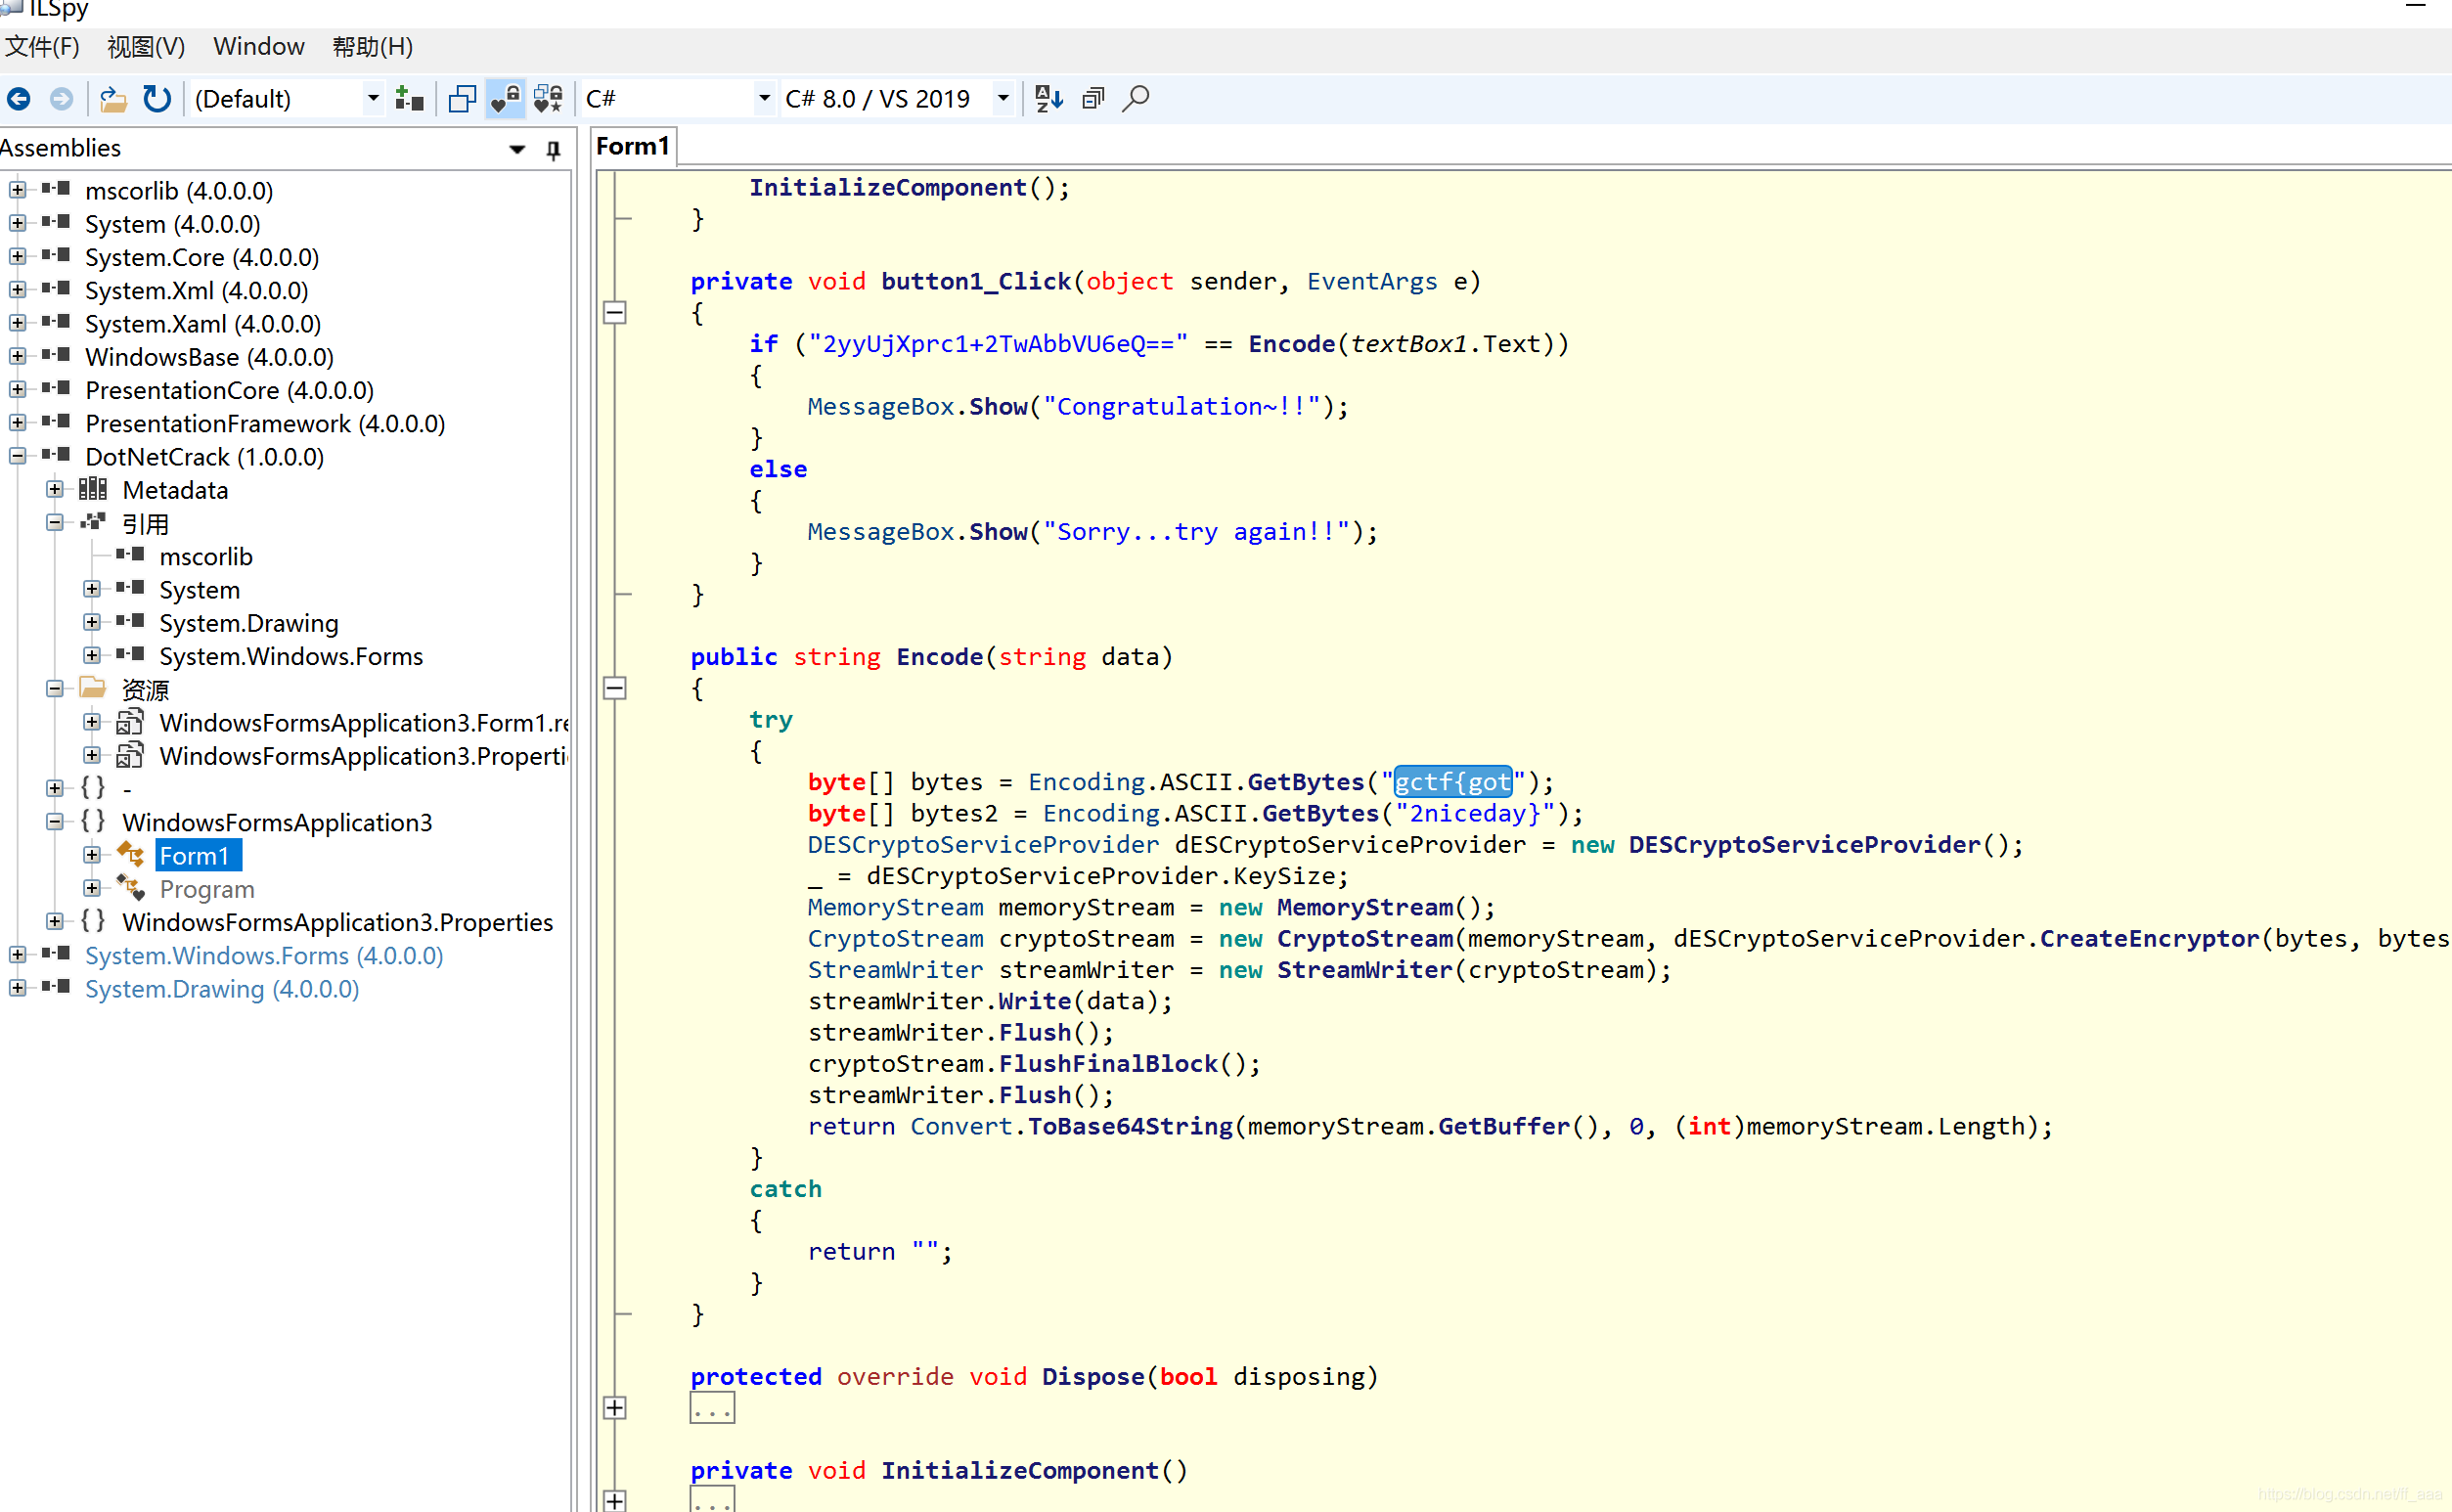 ILSpy
文件(F) 视图(V) Window 帮助(H)
(Default) C# C# 8.0 / VS 2019
Assemblies
mscorlib (4.0.0.0)
System (4.0.0.0)
System.Core (4.0.0.0)
System.Xml (4.0.0.0)
System.Xaml (4.0.0.0)
WindowsBase (4.0.0.0)
PresentationCore (4.0.0.0)
PresentationFramework (4.0.0.0)
DotNetCrack (1.0.0.0)
Metadata
引用
mscorlib
System
System.Drawing
System.Windows.Forms
资源
WindowsFormsApplication3.Form1.re
WindowsFormsApplication3.Properti
{ } -
{ } WindowsFormsApplication3
Form1
Program
{ } WindowsFormsApplication3.Properties
System.Windows.Forms (4.0.0.0)
System.Drawing (4.0.0.0)
Form1
InitializeComponent();
}
private void button1_Click(object sender, EventArgs e)
{
if ("2yyUjXprc1+2TwAbbVU6eQ==" == Encode(textBox1.Text))
{
MessageBox.Show("Congratulation~!!");
}
else
{
MessageBox.Show("Sorry...try again!!");
}
}
public string Encode(string data)
{
try
{
byte[] bytes = Encoding.ASCII.GetBytes("gctf{got");
byte[] bytes2 = Encoding.ASCII.GetBytes("2niceday}");
DESCryptoServiceProvider dESCryptoServiceProvider = new DESCryptoServiceProvider();
_ = dESCryptoServiceProvider.KeySize;
MemoryStream memoryStream = new MemoryStream();
CryptoStream cryptoStream = new CryptoStream(memoryStream, dESCryptoServiceProvider.CreateEncryptor(bytes, bytes
StreamWriter streamWriter = new StreamWriter(cryptoStream);
streamWriter.Write(data);
streamWriter.Flush();
cryptoStream.FlushFinalBlock();
streamWriter.Flush();
return Convert.ToBase64String(memoryStream.GetBuffer(), 0, (int)memoryStream.Length);
}
catch
{
return "";
}
}
protected override void Dispose(bool disposing)
...
private void InitializeComponent()
...
https://blog.csdn.net/ff_aaa